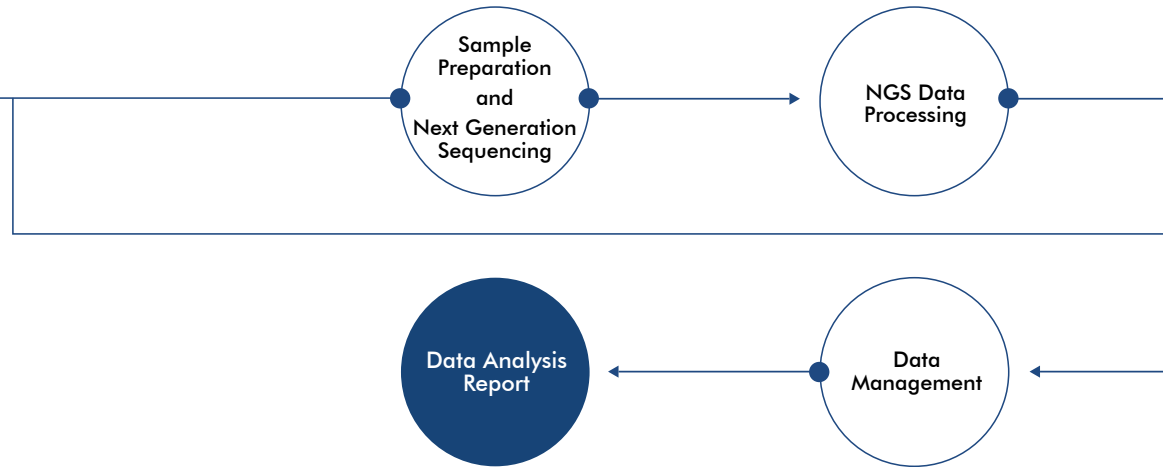 Sample
Preparation
and
Next Generation
Sequencing
NGS Data
Processing
Data Analysis
Report
Data
Management